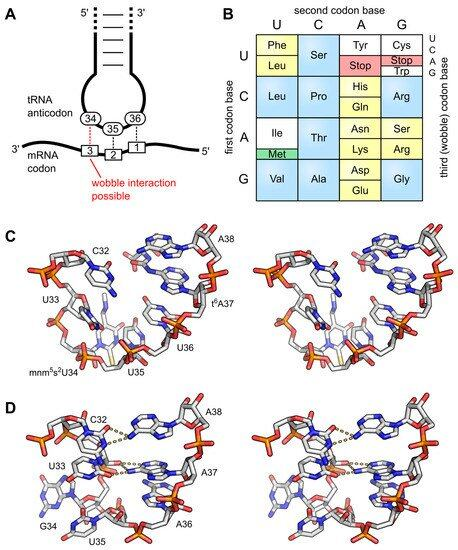 A
5'
3'
tRNA
anticodon
34
35
36
3'
3
2
1
5'
mRNA
codon
wobble interaction
possible
B
second codon base
U C A G
first codon base
third (wobble) codon base
U
C
A
G
U
C
A
G
Phe
Leu
Ser
Tyr
Stop
Cys
Stop
Trp
Leu
Pro
His
Gln
Arg
Ile
Met
Thr
Asn
Lys
Ser
Arg
Val
Ala
Asp
Glu
Gly
C
C32
A38
U33
t⁶A37
U36
mnm⁵s²U34
U35
D
C32
A38
U33
A37
G34
A36
U35